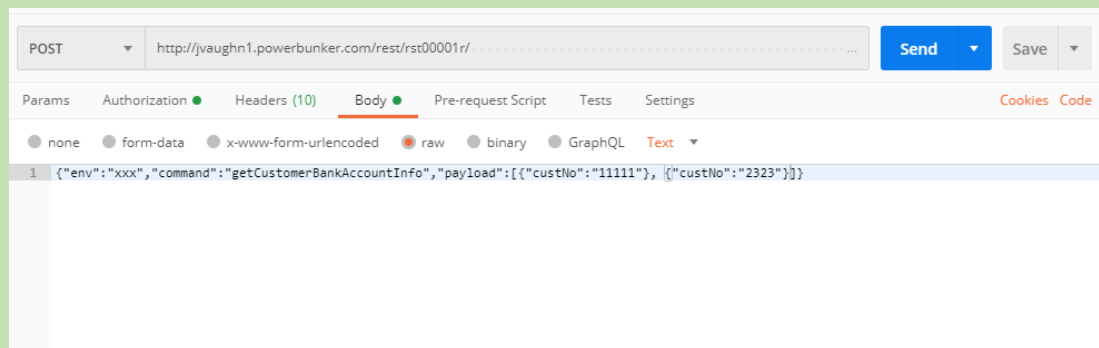 POST http://jvaughn1.powerbunker.com/rest/rst00001r/ ... Send Save
Params Authorization Headers (10) Body Pre-request Script Tests Settings Cookies Code
none form-data x-www-form-urlencoded raw binary GraphQL Text
1 {"env":"xxx","command":"getCustomerBankAccountInfo","payload":[{"custNo":"11111"}, {"custNo":"2323"}]}